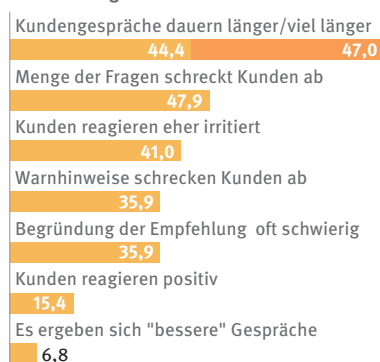 Kundengespräche dauern länger/viel länger
44,4 47,0
Menge der Fragen schreckt Kunden ab
47,9
Kunden reagieren eher irritiert
41,0
Warnhinweise schrecken Kunden ab
35,9
Begründung der Empfehlung oft schwierig
35,9
Kunden reagieren positiv
15,4
Es ergeben sich "bessere" Gespräche
6,8